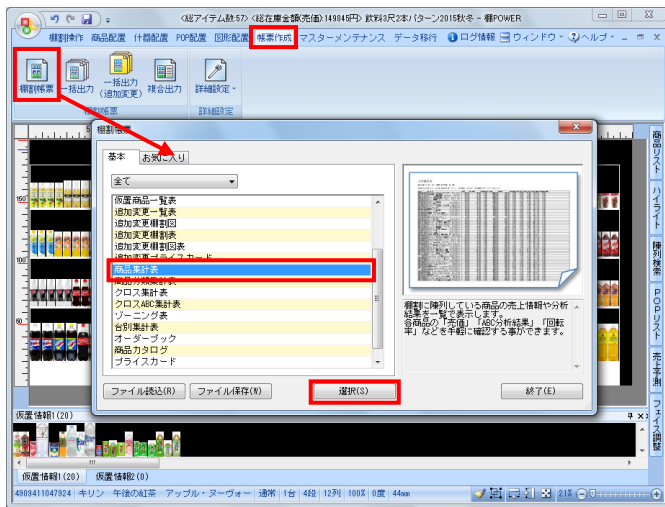 〈総アイテム数:57〉〈総在庫金額(売価):149845円〉 飲料3尺2本パターン2015秋冬 - 棚POWER
棚割操作 商品配置 什器配置 POP配置 図形配置 帳票作成 マスターメンテナンス データ移行 ログ情報 ウィンドウ ヘルプ
棚割帳票 一括出力 一括出力(追加変更) 複合出力 詳細設定
棚割帳票 詳細設定
棚割帳票
基本 お気に入り
全て
仮置商品一覧表
追加変更一覧表
追加変更棚割図
追加変更棚割表
追加変更棚割図表
追加変更プライスカード
商品集計表
商品分類集計表
クロス集計表
クロスABC集計表
ゾーニング表
台別集計表
オーダーブック
商品カタログ
プライスカード
棚割に陳列している商品の売上情報や分析
結果を一覧で表示します。
各商品の「売価」「ABC分析結果」「回転
率」などを手軽に確認する事ができます。
ファイル読込(R) ファイル保存(W) 選択(S) 終了(E)
商品リスト
ハイライト
陳列検索
POPリスト
売上予測
フェイス調整
150
100
50
仮置情報1(20)
仮置情報1(20) 仮置情報2(0)
4909411047924 キリン 午後の紅茶 アップル・ヌーヴォー 通常 1台 4段 12列 100% 0度 44mm 21%